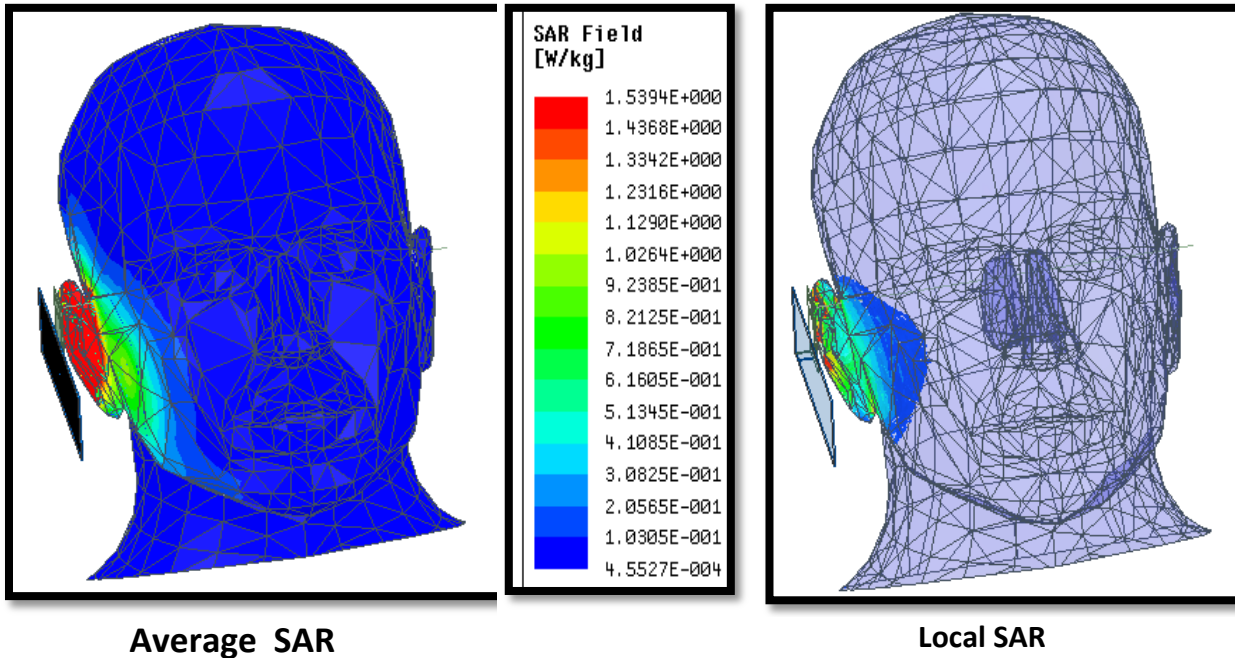 SAR Field
[W/kg]
1.5394E+000
1.4368E+000
1.3342E+000
1.2316E+000
1.1290E+000
1.0264E+000
9.2385E-001
8.2125E-001
7.1865E-001
6.1605E-001
5.1345E-001
4.1085E-001
3.0825E-001
2.0565E-001
1.0305E-001
4.5527E-004
Average SAR
Local SAR